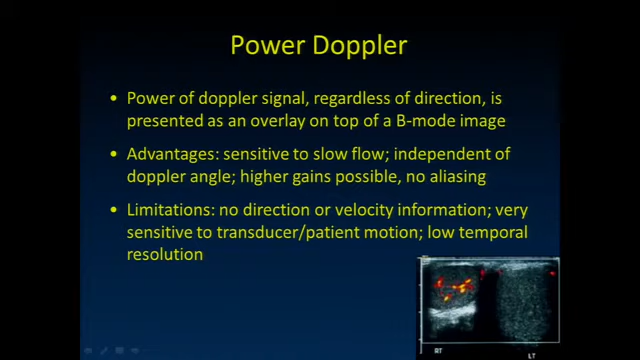 Power Doppler
• Power of doppler signal, regardless of direction, is
presented as an overlay on top of a B-mode image
• Advantages: sensitive to slow flow; independent of
doppler angle; higher gains possible, no aliasing
• Limitations: no direction or velocity information; very
sensitive to transducer/patient motion; low temporal
resolution
RT
LT